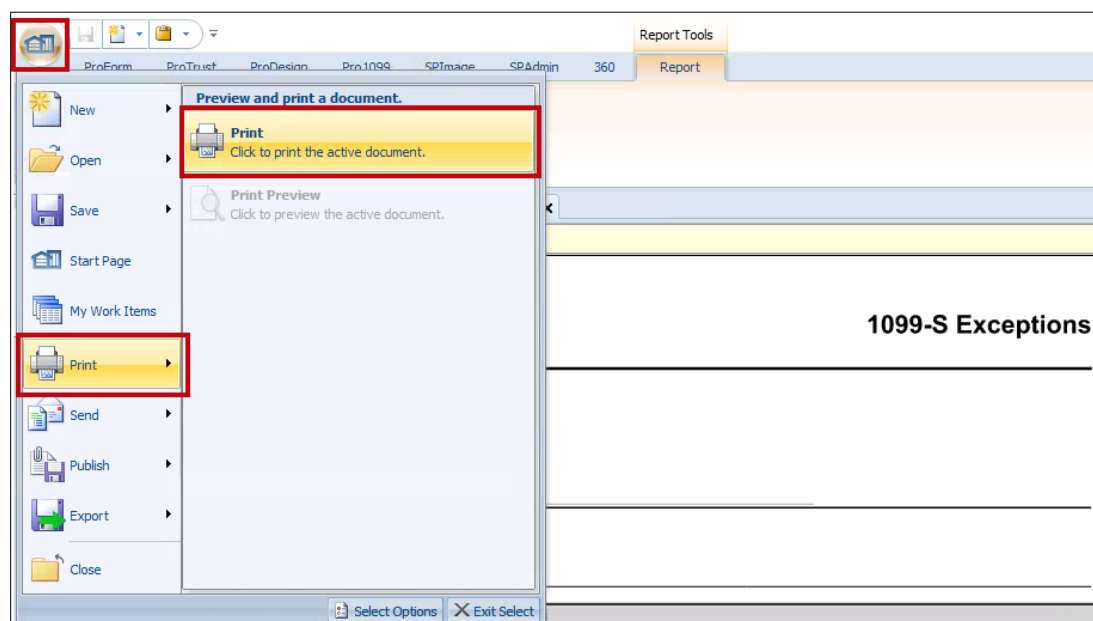 Report Tools
ProForm ProTrust ProDesign Pro1099 SPImage SPAdmin 360 Report
New
Open
Save
Start Page
My Work Items
Print
Send
Publish
Export
Close
Preview and print a document.
Print
Click to print the active document.
Print Preview
Click to preview the active document.
Select Options Exit Select
1099-S Exceptions